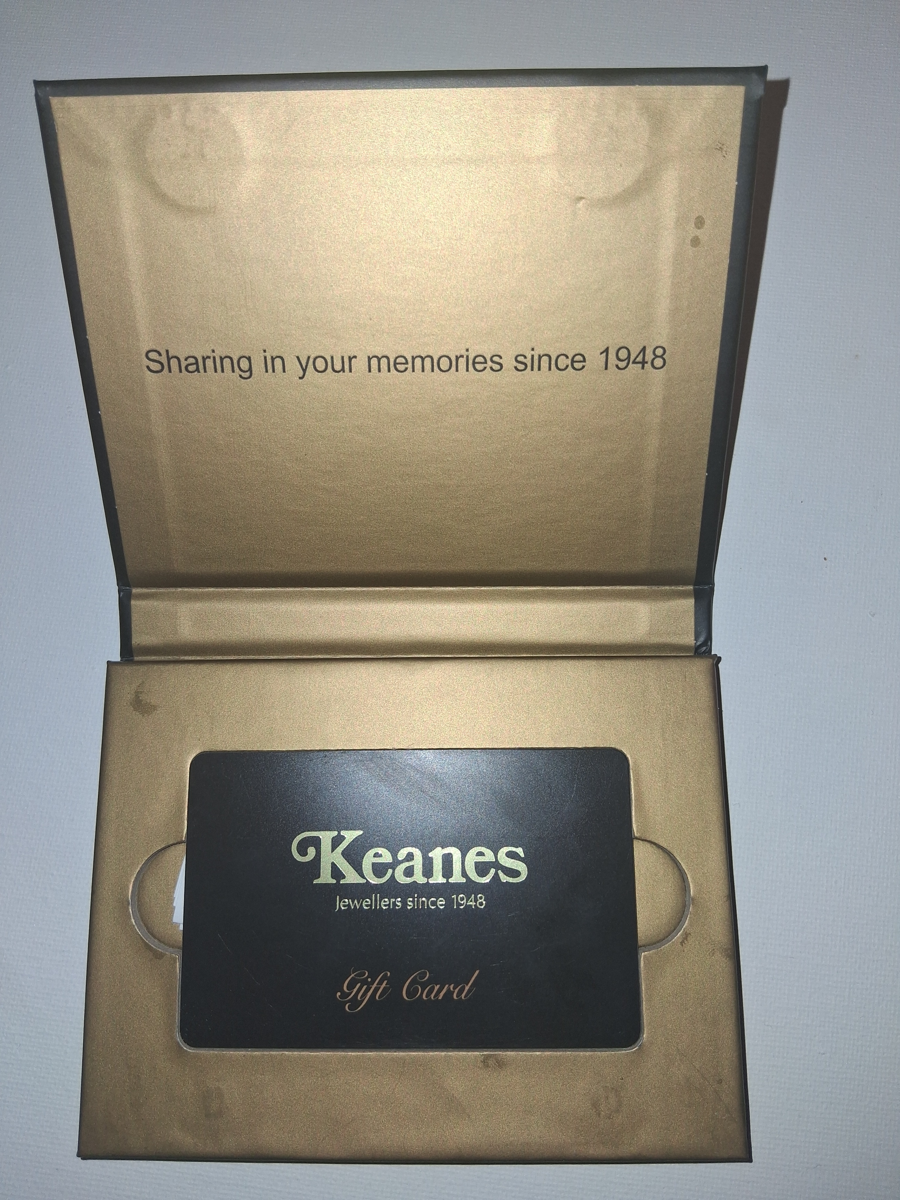 Sharing in your memories since 1948
Keanes
Jewellers since 1948
Gift Card